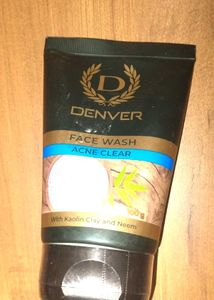 D
DENVER
FACE WASH
ACNE CLEAR
With Kaolin Clay and Neem